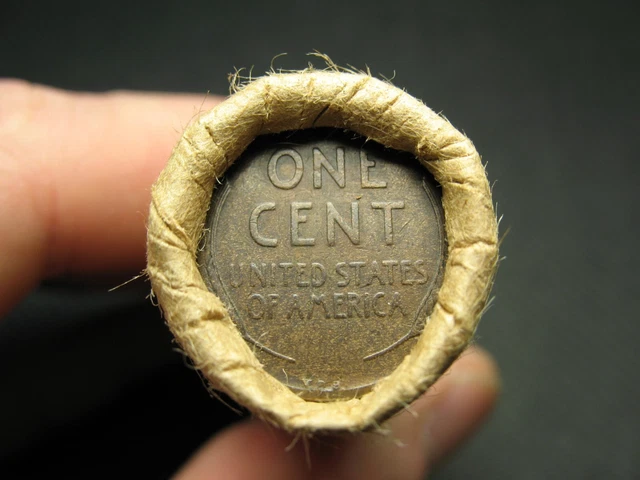 ONE
CENT
UNITED STATES
OF AMERICA